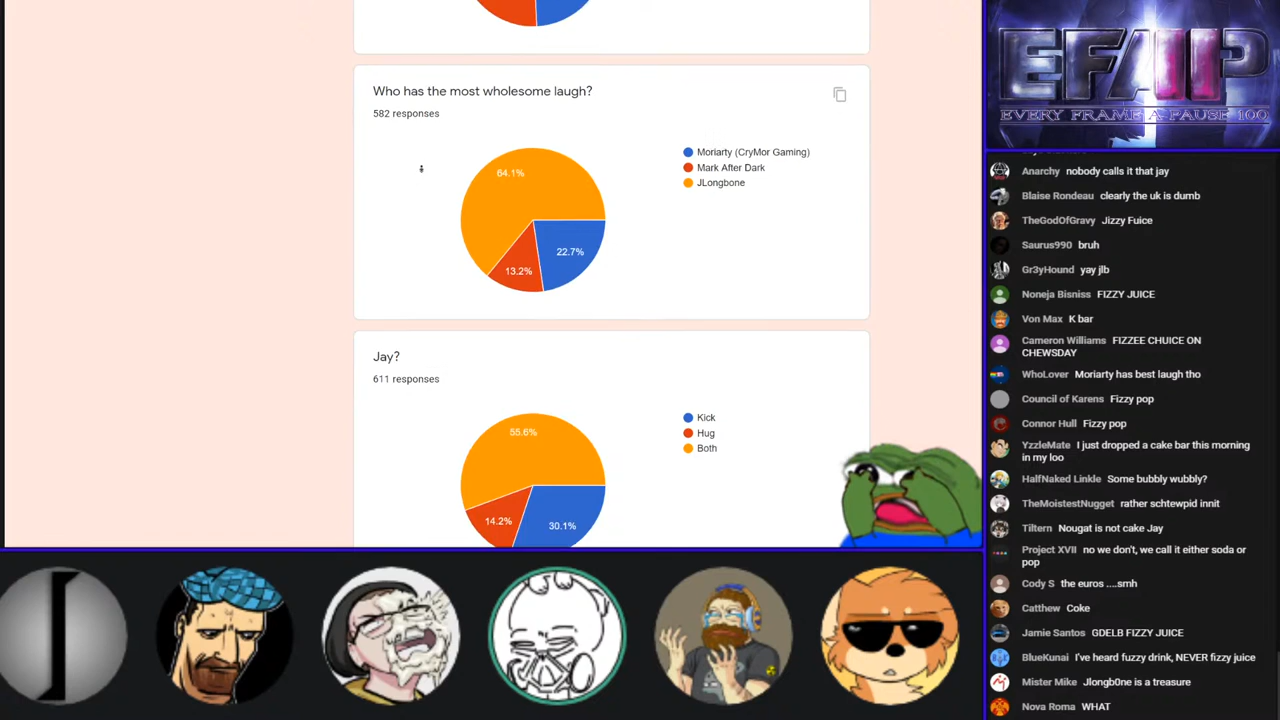 Who has the most wholesome laugh?
582 responses
64.1%
22.7%
13.2%
Moriarty (CryMor Gaming)
Mark After Dark
JLongbone
Jay?
611 responses
55.6%
14.2%
30.1%
Kick
Hug
Both
EFAP
EVERY FRAME A PAUSE 100
Anarchy nobody calls it that jay
Blaise Rondeau clearly the uk is dumb
TheGodOfGravy Jizzy Fuice
Saurus990 bruh
Gr3yHound yay jlb
Noneja Bisniss FIZZY JUICE
Von Max K bar
Cameron Williams FIZZEE CHUICE ON
CHEWSDAY
WhoLover Moriarty has best laugh tho
Council of Karens Fizzy pop
Connor Hull Fizzy pop
YzzleMate I just dropped a cake bar this morning
in my loo
HalfNaked Linkle Some bubbly wubbly?
TheMoistestNugget rather schtewpid innit
Tiltern Nougat is not cake Jay
Project XVII no we don't, we call it either soda or
pop
Cody S the euros ....smh
Catthew Coke
Jamie Santos GDELB FIZZY JUICE
BlueKunai I've heard fuzzy drink, NEVER fizzy juice
Mister Mike Jlongb0ne is a treasure
Nova Roma WHAT